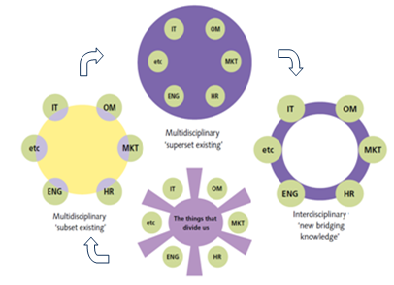 IT
OM
etc
MKT
ENG
HR
Multidisciplinary
'superset existing'
IT
OM
etc
MKT
ENG
HR
Multidisciplinary
'subset existing'
IT
OM
etc
MKT
ENG
HR
Interdisciplinary
'new bridging
knowledge'
IT
OM
etc
The things that
divide us
MKT
ENG
HR